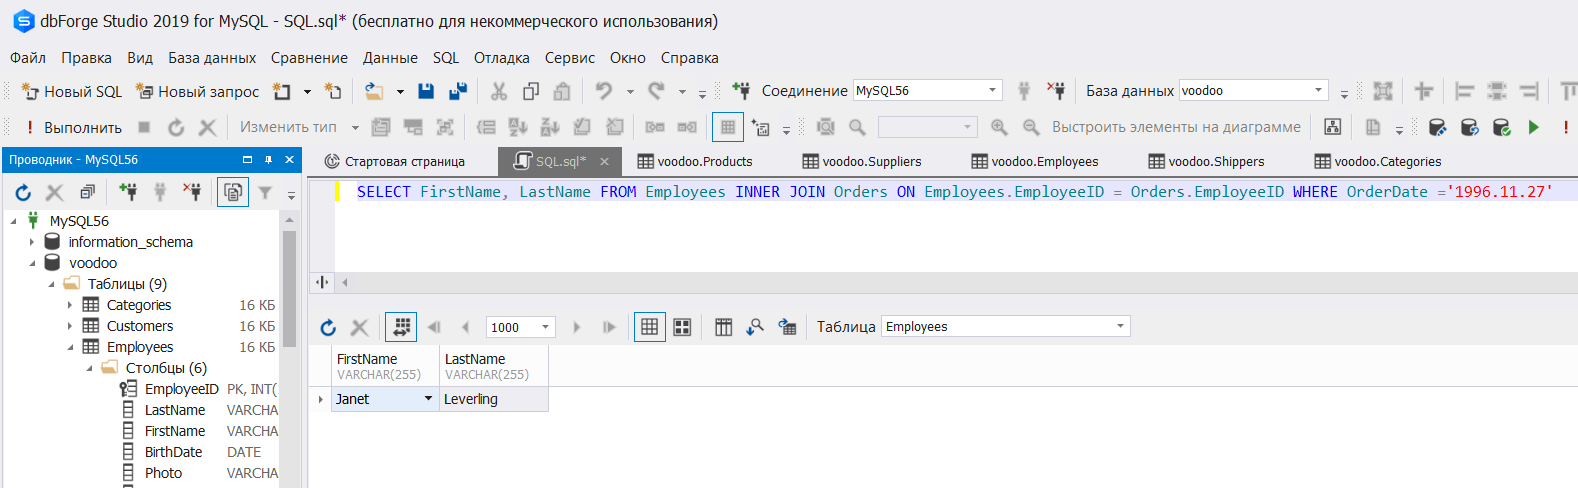 dbForge Studio 2019 for MySQL - SQL.sql* (бесплатно для некоммерческого использования)
Файл Правка Вид База данных Сравнение Данные SQL Отладка Сервис Окно Справка
Новый SQL Новый запрос Соединение MySQL56 База данных voodoo
! Выполнить Изменить тип Выстроить элементы на диаграмме
Проводник - MySQL56
Стартовая страница SQL.sql* voodoo.Products voodoo.Suppliers voodoo.Employees voodoo.Shippers voodoo.Categories
SELECT FirstName, LastName FROM Employees INNER JOIN Orders ON Employees.EmployeeID = Orders.EmployeeID WHERE OrderDate ='1996.11.27'
MySQL56
information_schema
voodoo
Таблицы (9)
Categories 16 КБ
Customers 16 КБ
Employees 16 КБ
Столбцы (6)
EmployeeID PK, INT(
LastName VARCHA
FirstName VARCHA
BirthDate DATE
Photo VARCHA
1000 Таблица Employees
FirstName LastName
VARCHAR(255) VARCHAR(255)
Janet Leverling